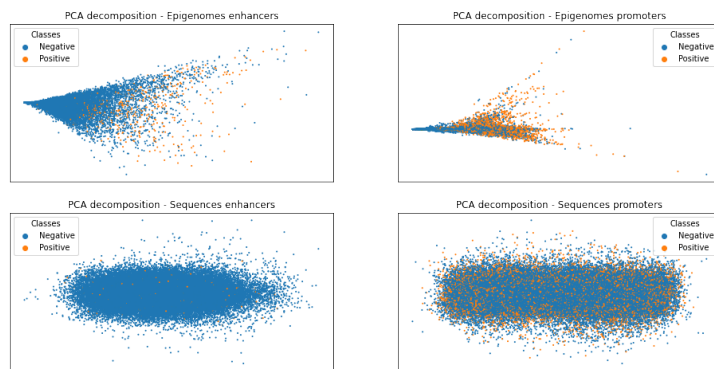 PCA decomposition - Epigenomes enhancers
Classes
Negative
Positive
PCA decomposition - Epigenomes promoters
Classes
Negative
Positive
PCA decomposition - Sequences enhancers
Classes
Negative
Positive
PCA decomposition - Sequences promoters
Classes
Negative
Positive